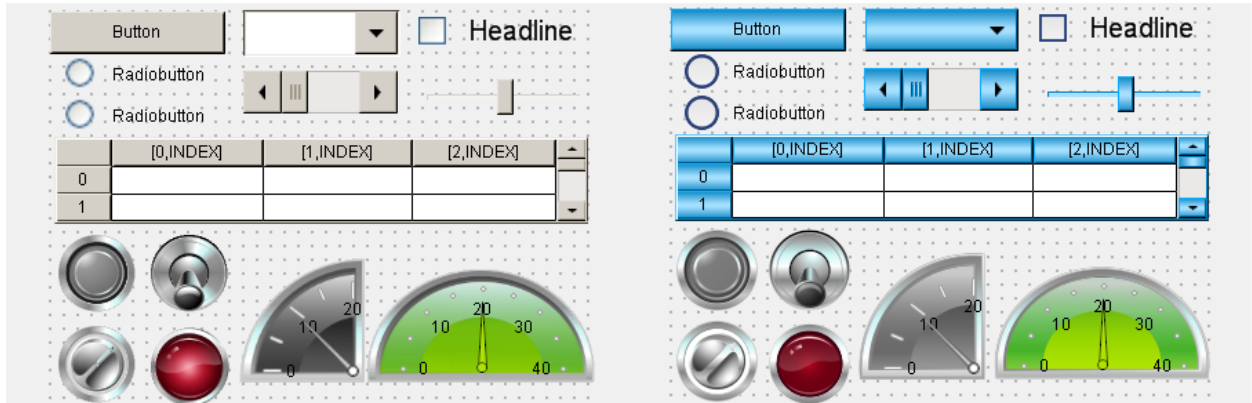 Button
Headline
Radiobutton
Radiobutton
[0,INDEX] [1,INDEX] [2,INDEX]
0
1
0 10 20
0 10 20 30 40
Button
Headline
Radiobutton
Radiobutton
[0,INDEX] [1,INDEX] [2,INDEX]
0
1
0 10 20
0 10 20 30 40